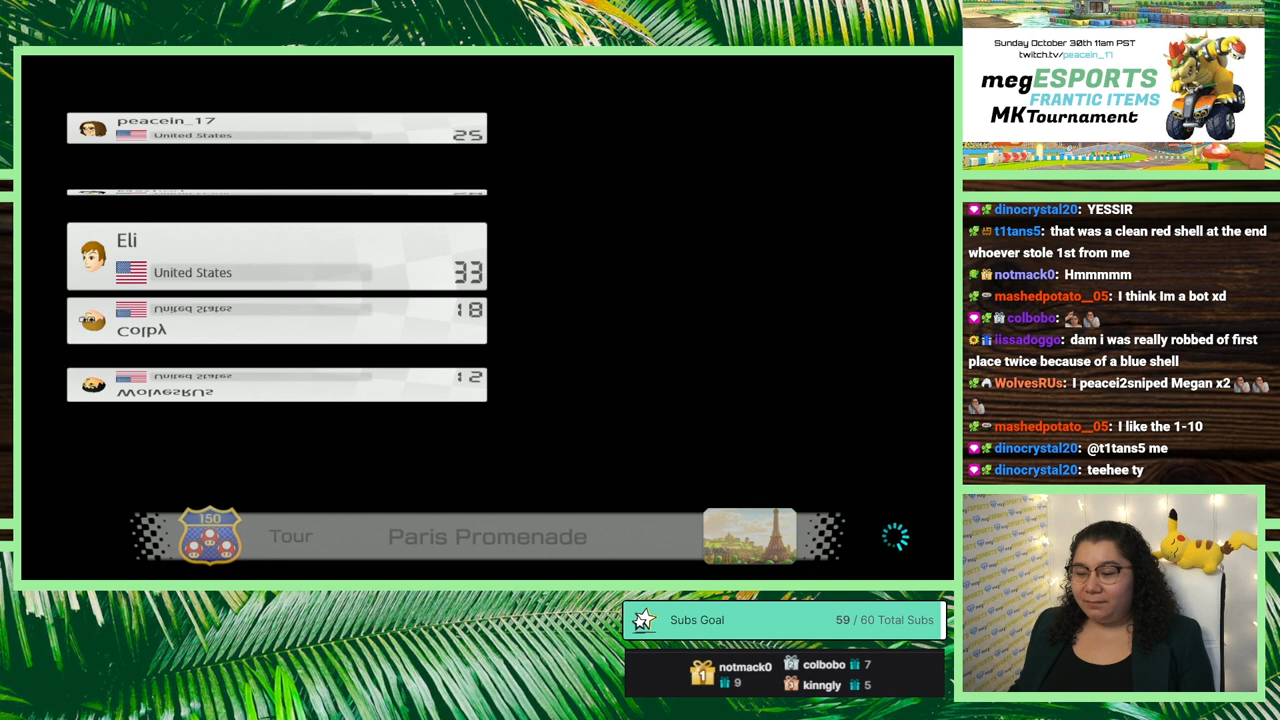 peacein_17
United States
25
Eli
United States
33
United States
18
Colby
United States
12
WolvesRUs
150
Tour
Paris Promenade
Sunday October 30th 11am PST
twitch.tv/peacein_17
megESPORTS
FRANTIC ITEMS
MKTournament
dinocrystal20: YESSIR
t1tans5: that was a clean red shell at the end
whoever stole 1st from me
notmack0: Hmmmmm
mashedpotato__05: I think Im a bot xd
colbobo:
iissadoggo: dam i was really robbed of first
place twice because of a blue shell
WolvesRUs: I peacei2sniped Megan x2
mashedpotato__05: I like the 1-10
dinocrystal20: @t1tans5 me
dinocrystal20: teehee ty
Subs Goal
59 / 60 Total Subs
1
notmack0
9
colbobo
7
kinngly
5